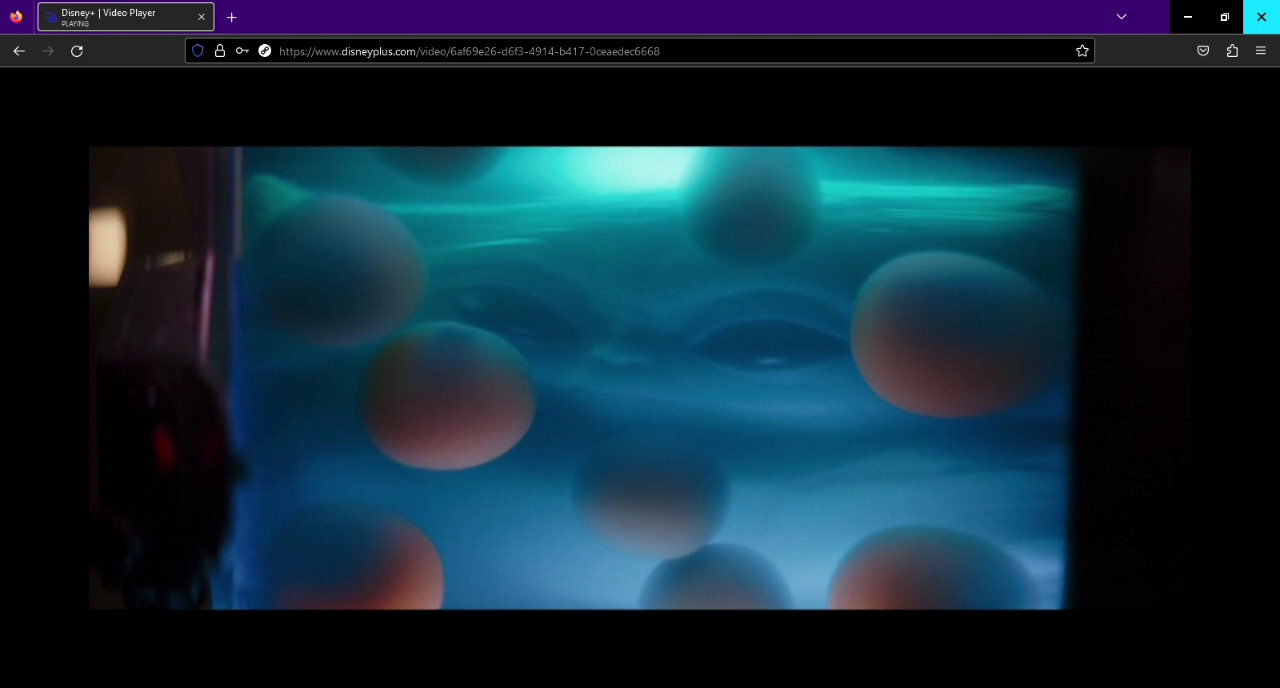 Disney+ | Video Player
PLAYING
https://www.disneyplus.com/video/6af69e26-d6f3-4914-b417-0ceaedec6668